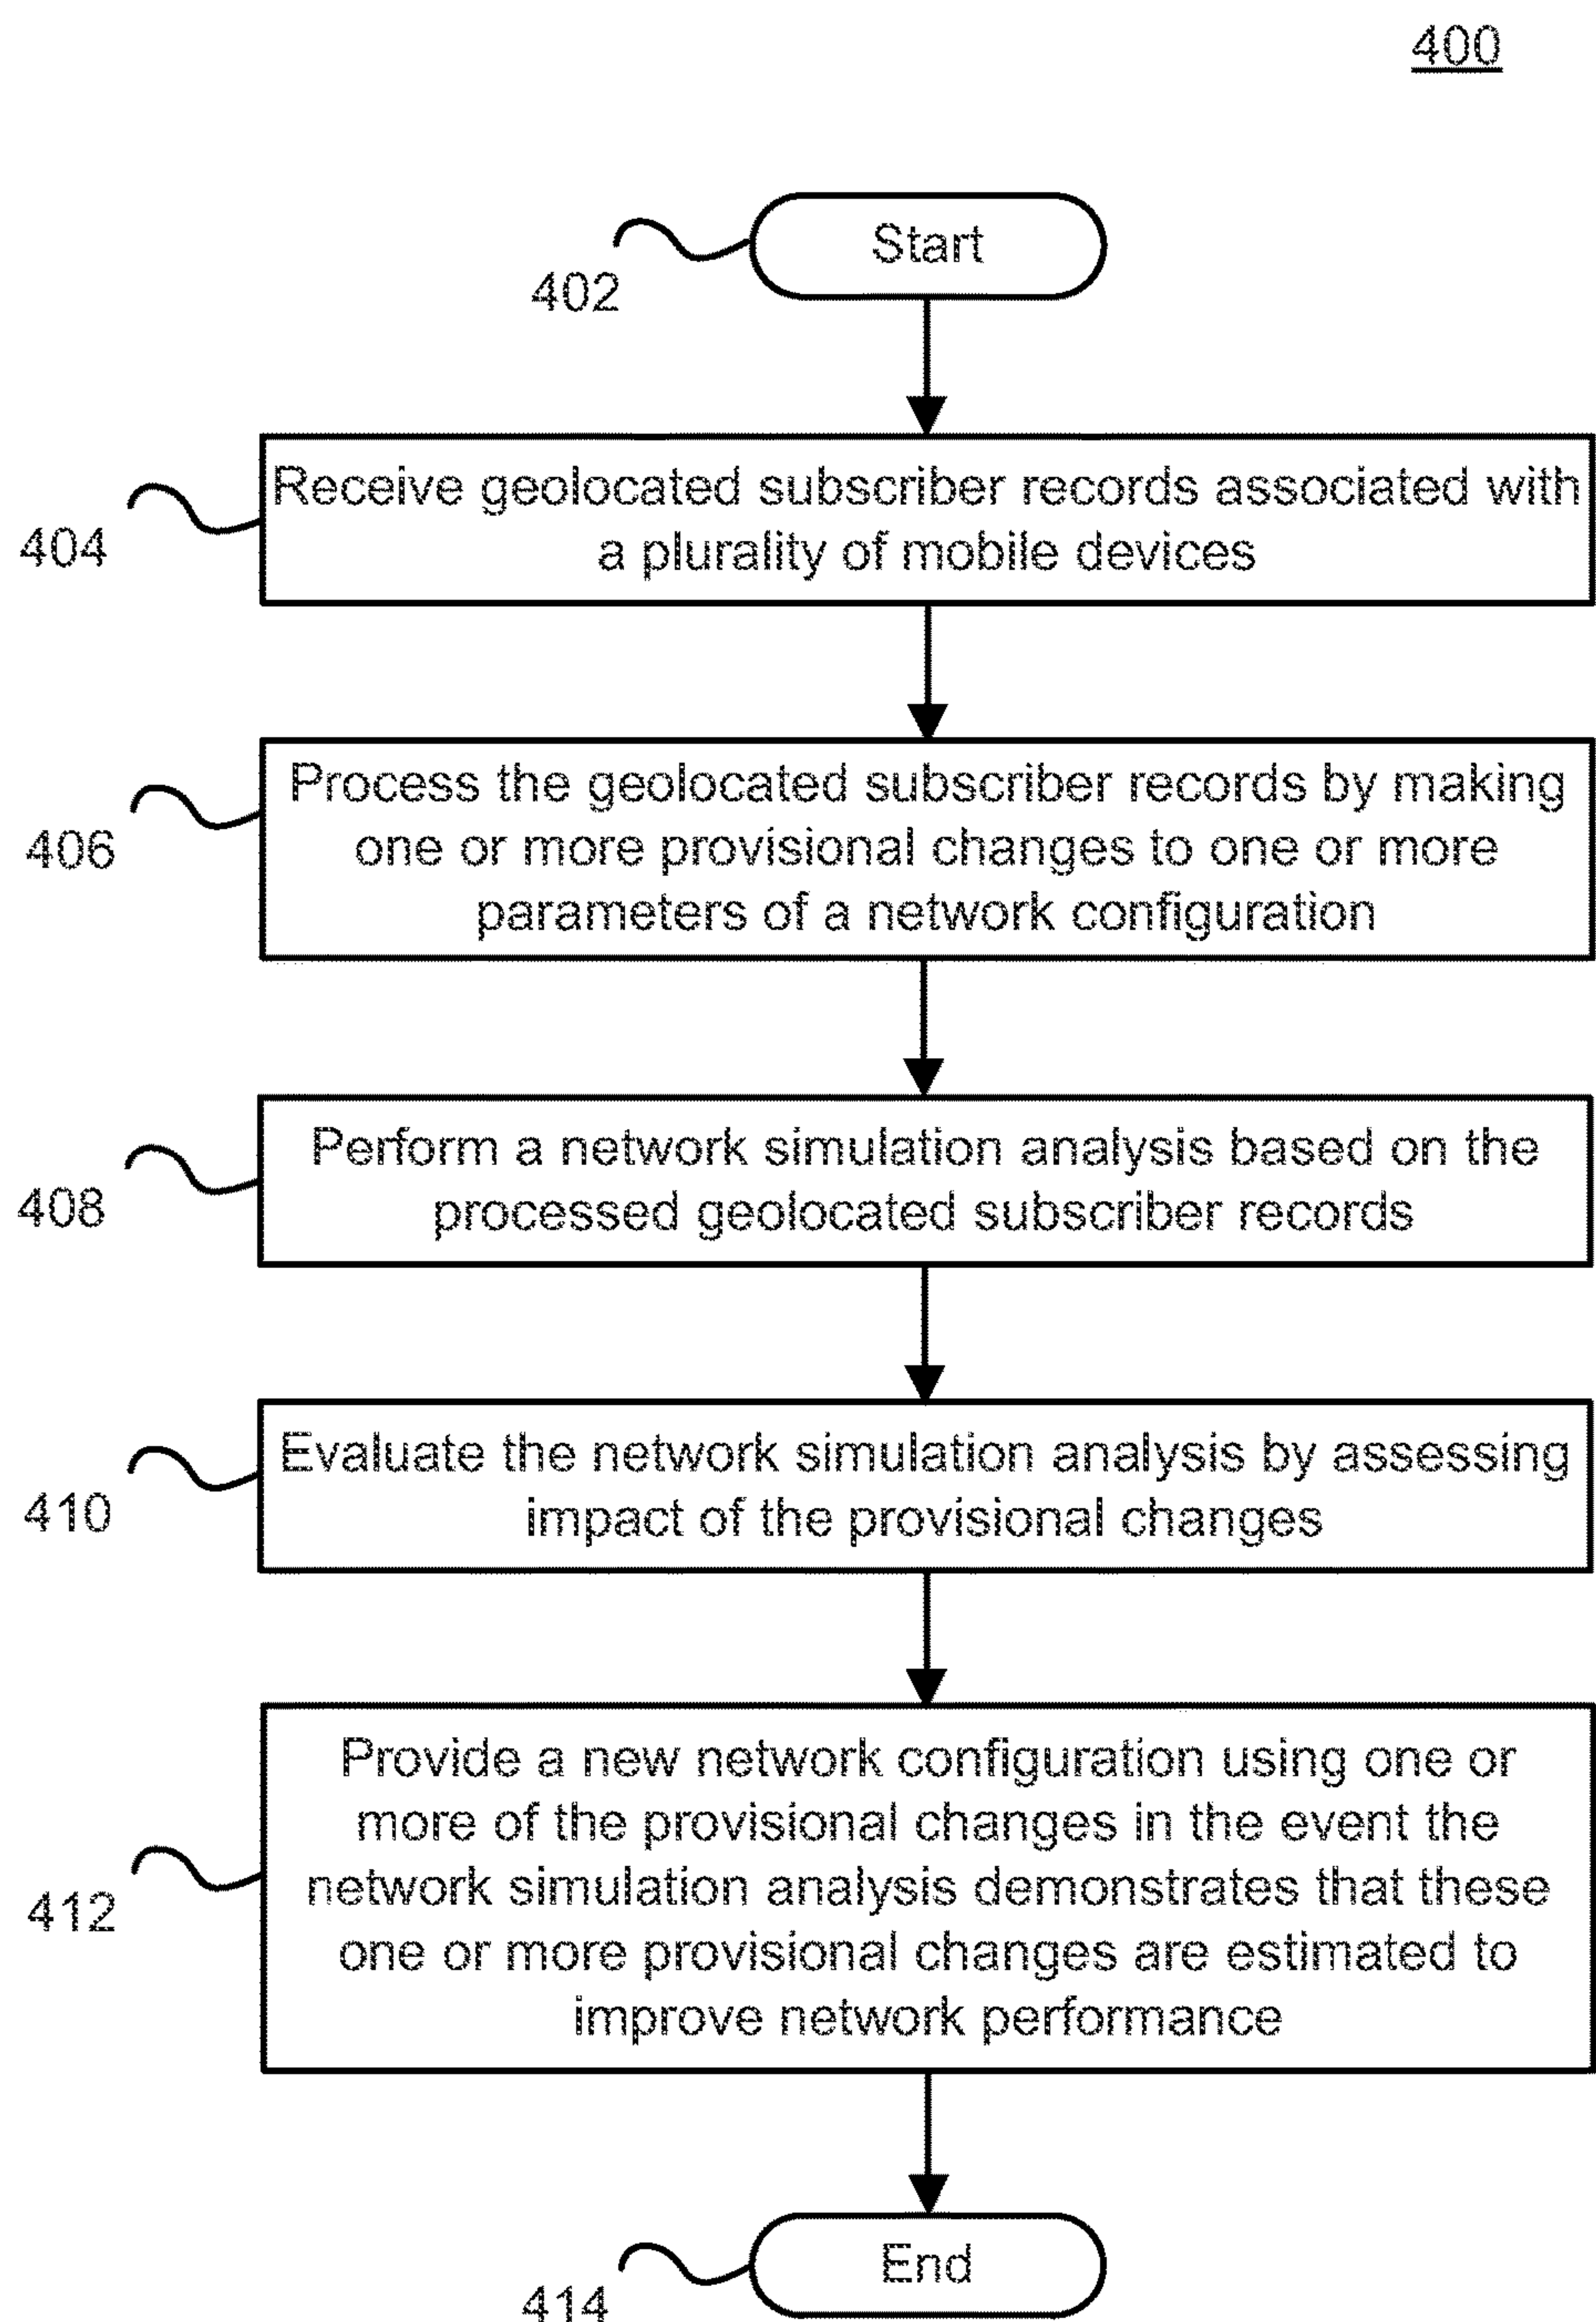 400
Start
402
Receive geolocated subscriber records associated with
a plurality of mobile devices
404
Process the geolocated subscriber records by making
one or more provisional changes to one or more
parameters of a network configuration
406
Perform a network simulation analysis based on the
processed geolocated subscriber records
408
Evaluate the network simulation analysis by assessing
impact of the provisional changes
410
Provide a new network configuration using one or
more of the provisional changes in the event the
network simulation analysis demonstrates that these
one or more provisional changes are estimated to
improve network performance
412
End
414